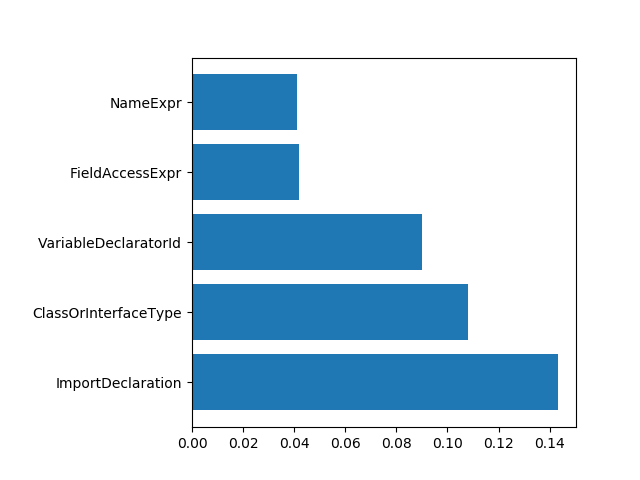 NameExpr
FieldAccessExpr
VariableDeclaratorId
ClassOrInterfaceType
ImportDeclaration
0.00 0.02 0.04 0.06 0.08 0.10 0.12 0.14